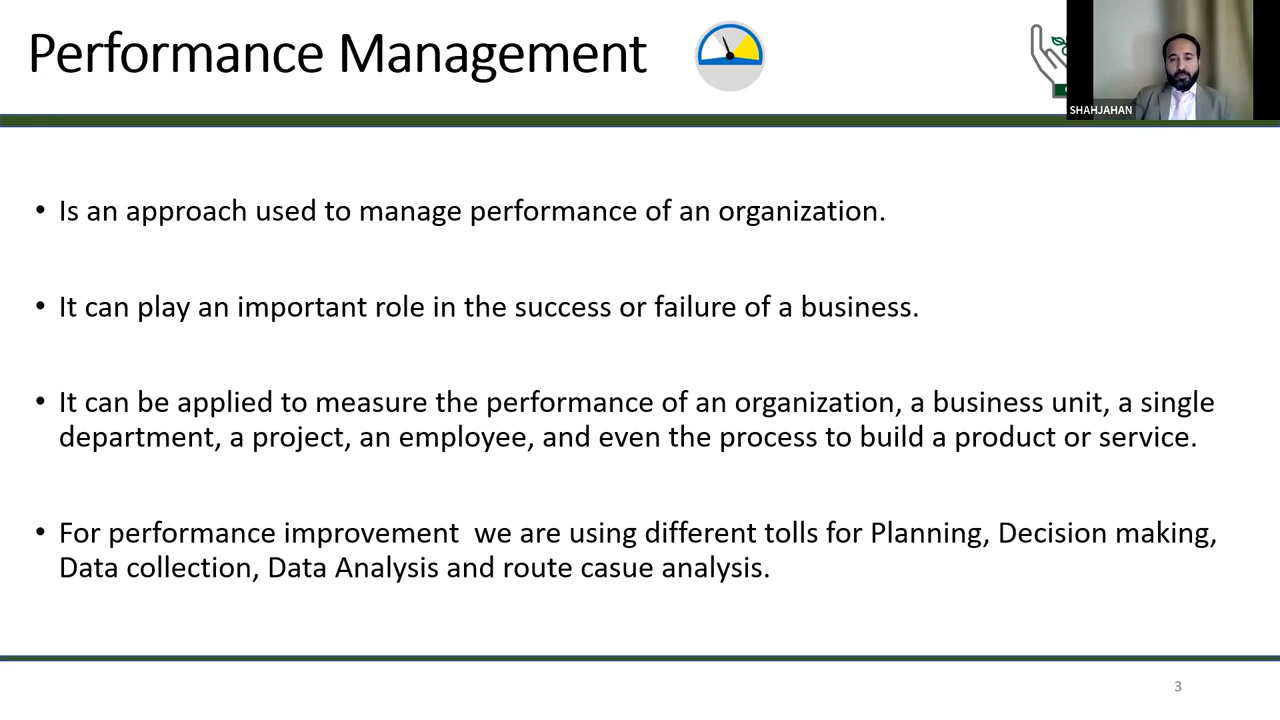 Performance Management
SHAHJAHAN
• Is an approach used to manage performance of an organization.
• It can play an important role in the success or failure of a business.
• It can be applied to measure the performance of an organization, a business unit, a single
department, a project, an employee, and even the process to build a product or service.
• For performance improvement  we are using different tolls for Planning, Decision making,
Data collection, Data Analysis and route casue analysis.
3